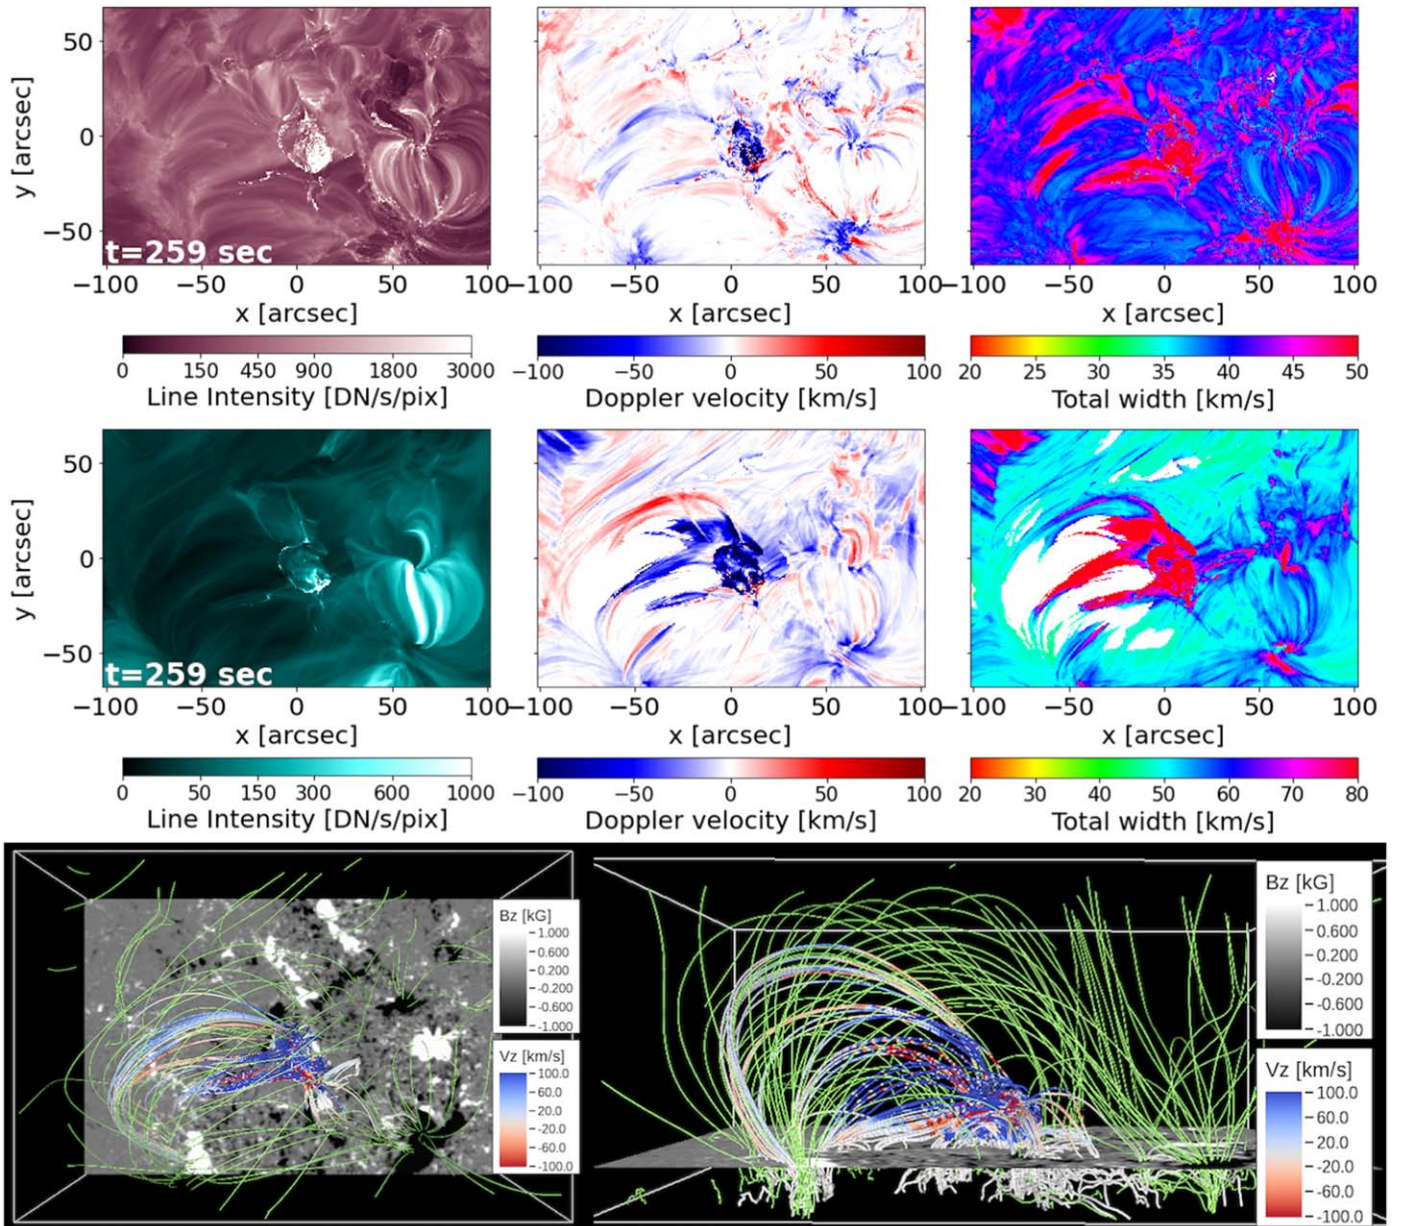 50
0
−50
y [arcsec]
t=259 sec
−100 −50 0 50 100
−100 −50 0 50 100
−100 −50 0 50 100
x [arcsec]
x [arcsec]
x [arcsec]
0 150 450 900 1800 3000
−100 −50 0 50 100
20 25 30 35 40 45 50
Line Intensity [DN/s/pix]
Doppler velocity [km/s]
Total width [km/s]
50
0
−50
y [arcsec]
t=259 sec
−100 −50 0 50 100
−100 −50 0 50 100
−100 −50 0 50 100
x [arcsec]
x [arcsec]
x [arcsec]
0 50 150 300 600 1000
−100 −50 0 50 100
20 30 40 50 60 70 80
Line Intensity [DN/s/pix]
Doppler velocity [km/s]
Total width [km/s]
Bz [kG]
1.000
0.600
0.200
-0.200
-0.600
-1.000
Vz [km/s]
100.0
60.0
20.0
-20.0
-60.0
-100.0
Bz [kG]
1.000
0.600
0.200
-0.200
-0.600
-1.000
Vz [km/s]
100.0
60.0
20.0
-20.0
-60.0
-100.0